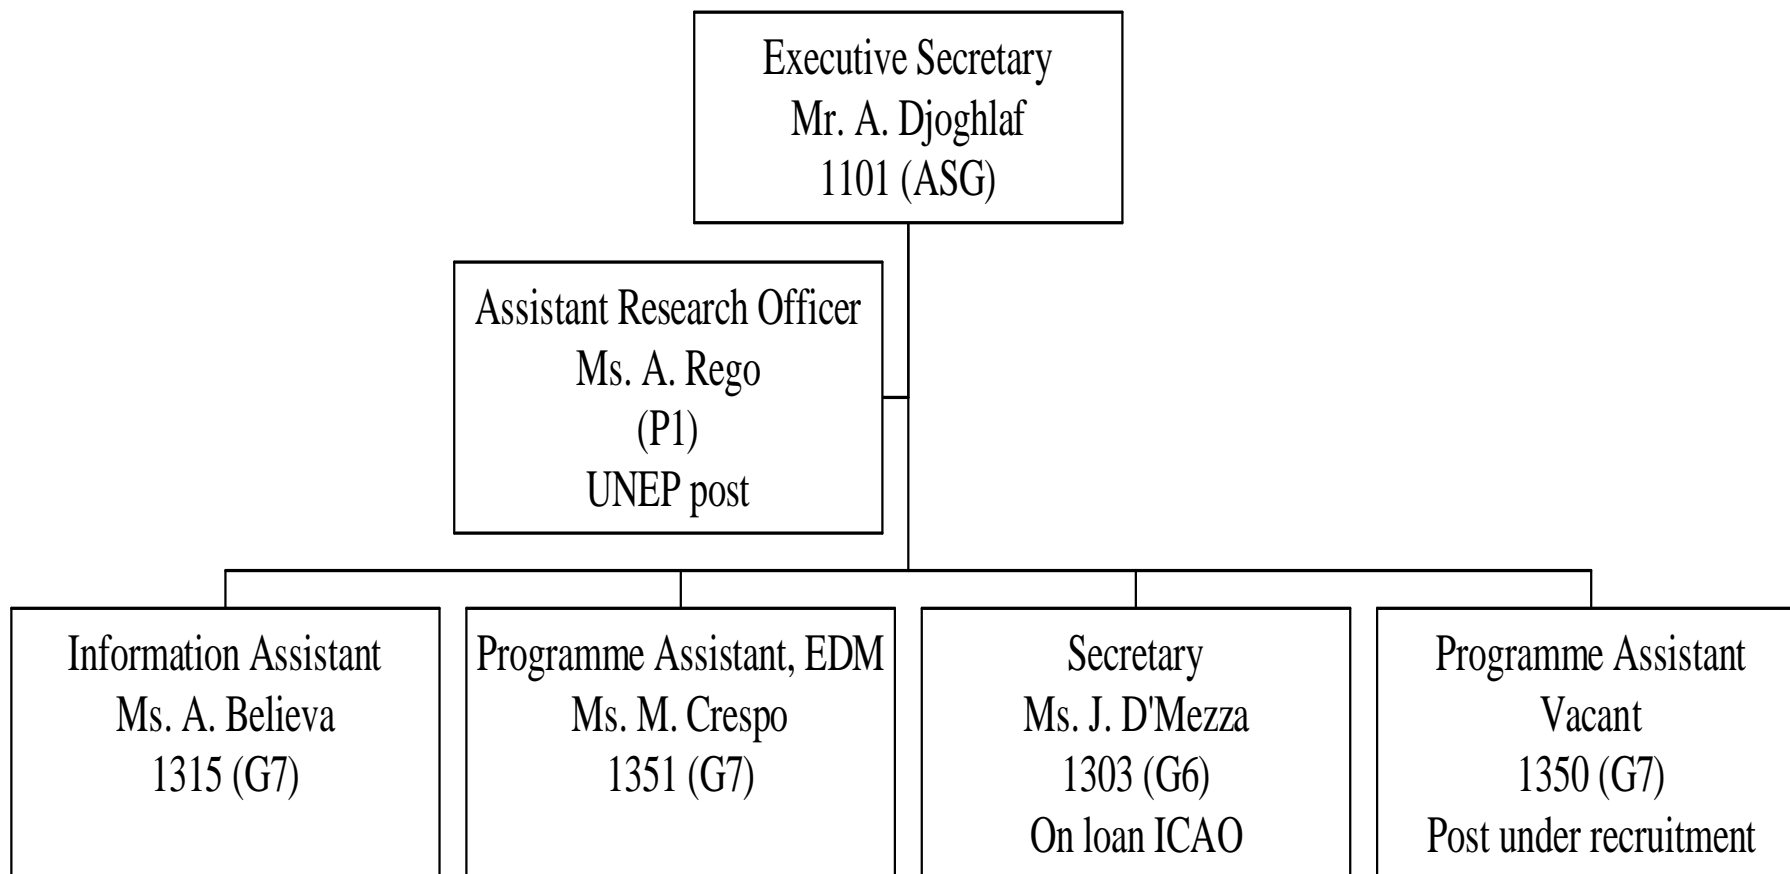 Executive Secretary
Mr. A. Djoghlaf
1101 (ASG)
Assistant Research Officer
Ms. A. Rego
(P1)
UNEP post
Information Assistant
Ms. A. Believa
1315 (G7)
Programme Assistant, EDM
Ms. M. Crespo
1351 (G7)
Secretary
Ms. J. D'Mezza
1303 (G6)
On loan ICAO
Programme Assistant
Vacant
1350 (G7)
Post under recruitment